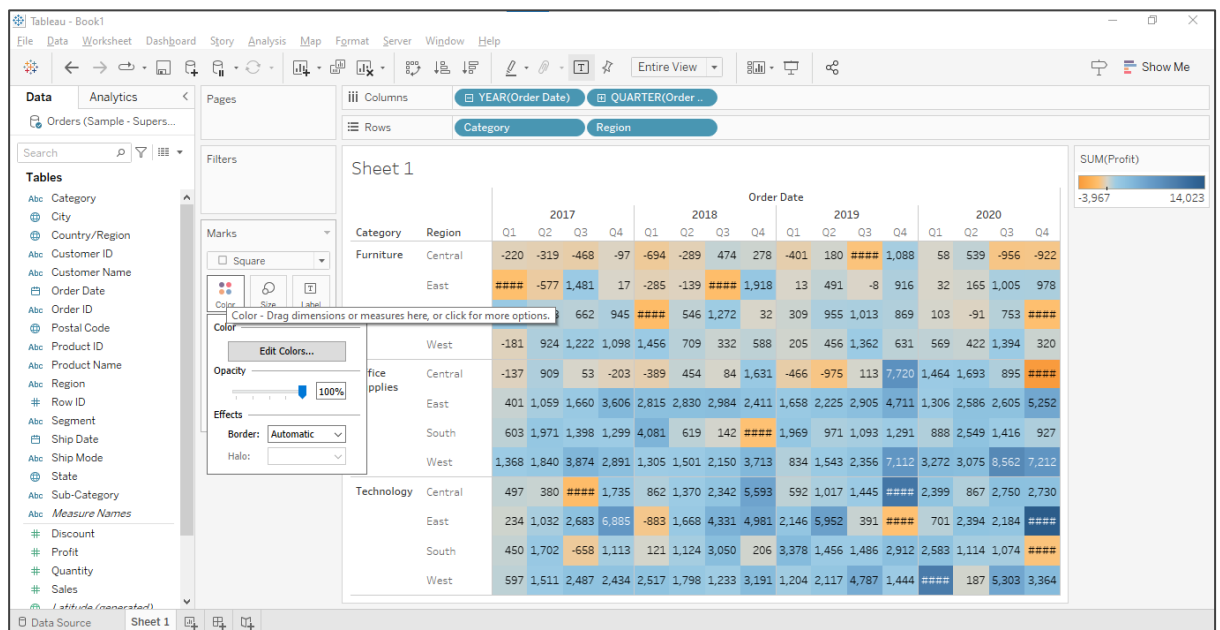 Tableau - Book1
File Data Worksheet Dashboard Story Analysis Map Format Server Window Help
Entire View
Show Me
Data Analytics
Pages
Columns YEAR(Order Date) QUARTER(Order ..
Orders (Sample - Supers...
Rows Category Region
Search
Filters
Tables
Abc Category
City
Country/Region
Abc Customer ID
Abc Customer Name
Order Date
Abc Order ID
Postal Code
Abc Product ID
Abc Product Name
Abc Region
# Row ID
Abc Segment
Ship Date
Abc Ship Mode
State
Abc Sub-Category
Abc Measure Names
# Discount
# Profit
# Quantity
# Sales
Latitude (generated)
Marks
Square
Color Size Label
Color - Drag dimensions or measures here, or click for more options.
Color
Edit Colors...
Opacity
100%
Effects
Border: Automatic
Halo:
Sheet 1
Order Date
2017 2018 2019 2020
Category Region Q1 Q2 Q3 Q4 Q1 Q2 Q3 Q4 Q1 Q2 Q3 Q4 Q1 Q2 Q3 Q4
Furniture Central -220 -319 -468 -97 -694 -289 474 278 -401 180 #### 1,088 58 539 -956 -922
East #### -577 1,481 17 -285 -139 #### 1,918 13 491 -8 916 32 165 1,005 978
662 945 #### 546 1,272 32 309 955 1,013 869 103 -91 753 ####
West -181 924 1,222 1,098 1,456 709 332 588 205 456 1,362 631 569 422 1,394 320
fice
pplies
Central -137 909 53 -203 -389 454 84 1,631 -466 -975 113 7,720 1,464 1,693 895 ####
East 401 1,059 1,660 3,606 2,815 2,830 2,984 2,411 1,658 2,225 2,905 4,711 1,306 2,586 2,605 5,252
South 603 1,971 1,398 1,299 4,081 619 142 #### 1,969 971 1,093 1,291 888 2,549 1,416 927
West 1,368 1,840 3,874 2,891 1,305 1,501 2,150 3,713 834 1,543 2,356 7,112 3,272 3,075 8,562 7,212
Technology Central 497 380 #### 1,735 862 1,370 2,342 5,593 592 1,017 1,445 #### 2,399 867 2,750 2,730
East 234 1,032 2,683 6,885 -883 1,668 4,331 4,981 2,146 5,952 391 #### 701 2,394 2,184 ####
South 450 1,702 -658 1,113 121 1,124 3,050 206 3,378 1,456 1,486 2,912 2,583 1,114 1,074 ####
West 597 1,511 2,487 2,434 2,517 1,798 1,233 3,191 1,204 2,117 4,787 1,444 #### 187 5,303 3,364
SUM(Profit)
-3,967 14,023
Data Source Sheet 1